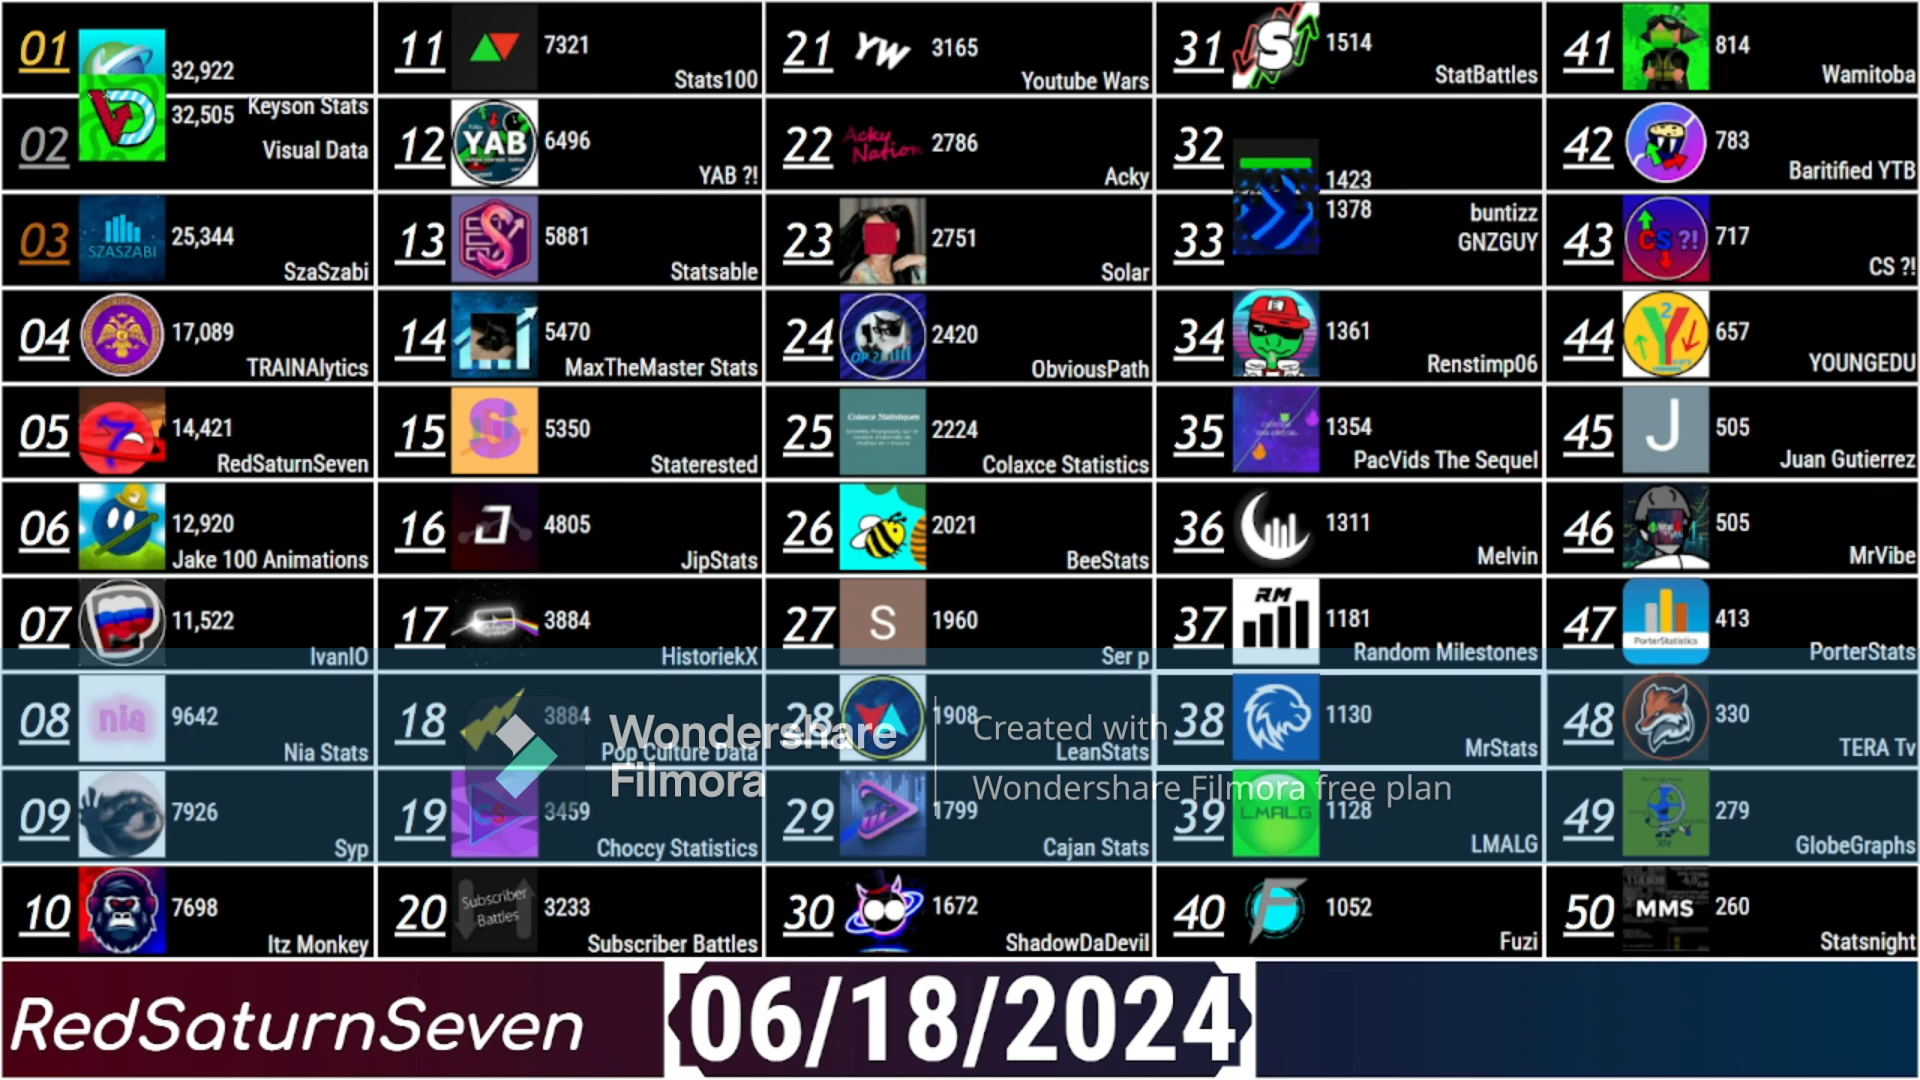 01
32,922
Keyson Stats
02
32,505
Visual Data
03
SZASZABI
25,344
SzaSzabi
04
17,089
TRAINAlytics
05
7
14,421
RedSaturnSeven
06
12,920
Jake 100 Animations
07
11,522
IvanIO
08
nia
9642
Nia Stats
09
7926
Syp
10
7698
Itz Monkey
11
7321
Stats100
12
YAB
6496
YAB ?!
13
S
5881
Statsable
14
5470
MaxTheMaster Stats
15
S
5350
Staterested
16
J
4805
JipStats
17
3884
HistoriekX
18
3884
Pop Culture Data
19
CS
3459
Choccy Statistics
20
Subscriber
Battles
3233
Subscriber Battles
21
YW
3165
Youtube Wars
22
Acky
Nation
2786
Acky
23
2751
Solar
24
OP ?!
2420
ObviousPath
25
Colaxce Statistiques
2224
Colaxce Statistics
26
2021
BeeStats
27
S
1960
Ser p
28
1908
LeanStats
29
1799
Cajan Stats
30
1672
ShadowDaDevil
31
S
1514
StatBattles
32
1423
buntizz
33
1378
GNZGUY
34
1361
Renstimp06
35
1354
PacVids The Sequel
36
1311
Melvin
37
RM
1181
Random Milestones
38
1130
MrStats
39
LMALG
1128
LMALG
40
F
1052
Fuzi
41
814
Wamitoba
42
783
Baritified YTB
43
CS ?!
717
CS ?!
44
2
Y
657
YOUNGEDU
45
J
505
Juan Gutierrez
46
505
MrVibe
47
PorterStatistics
413
PorterStats
48
330
TERA Tv
49
279
GlobeGraphs
50
MMS
260
Statsnight
Wondershare
Filmora
Created with
Wondershare Filmora free plan
RedSaturnSeven
06/18/2024